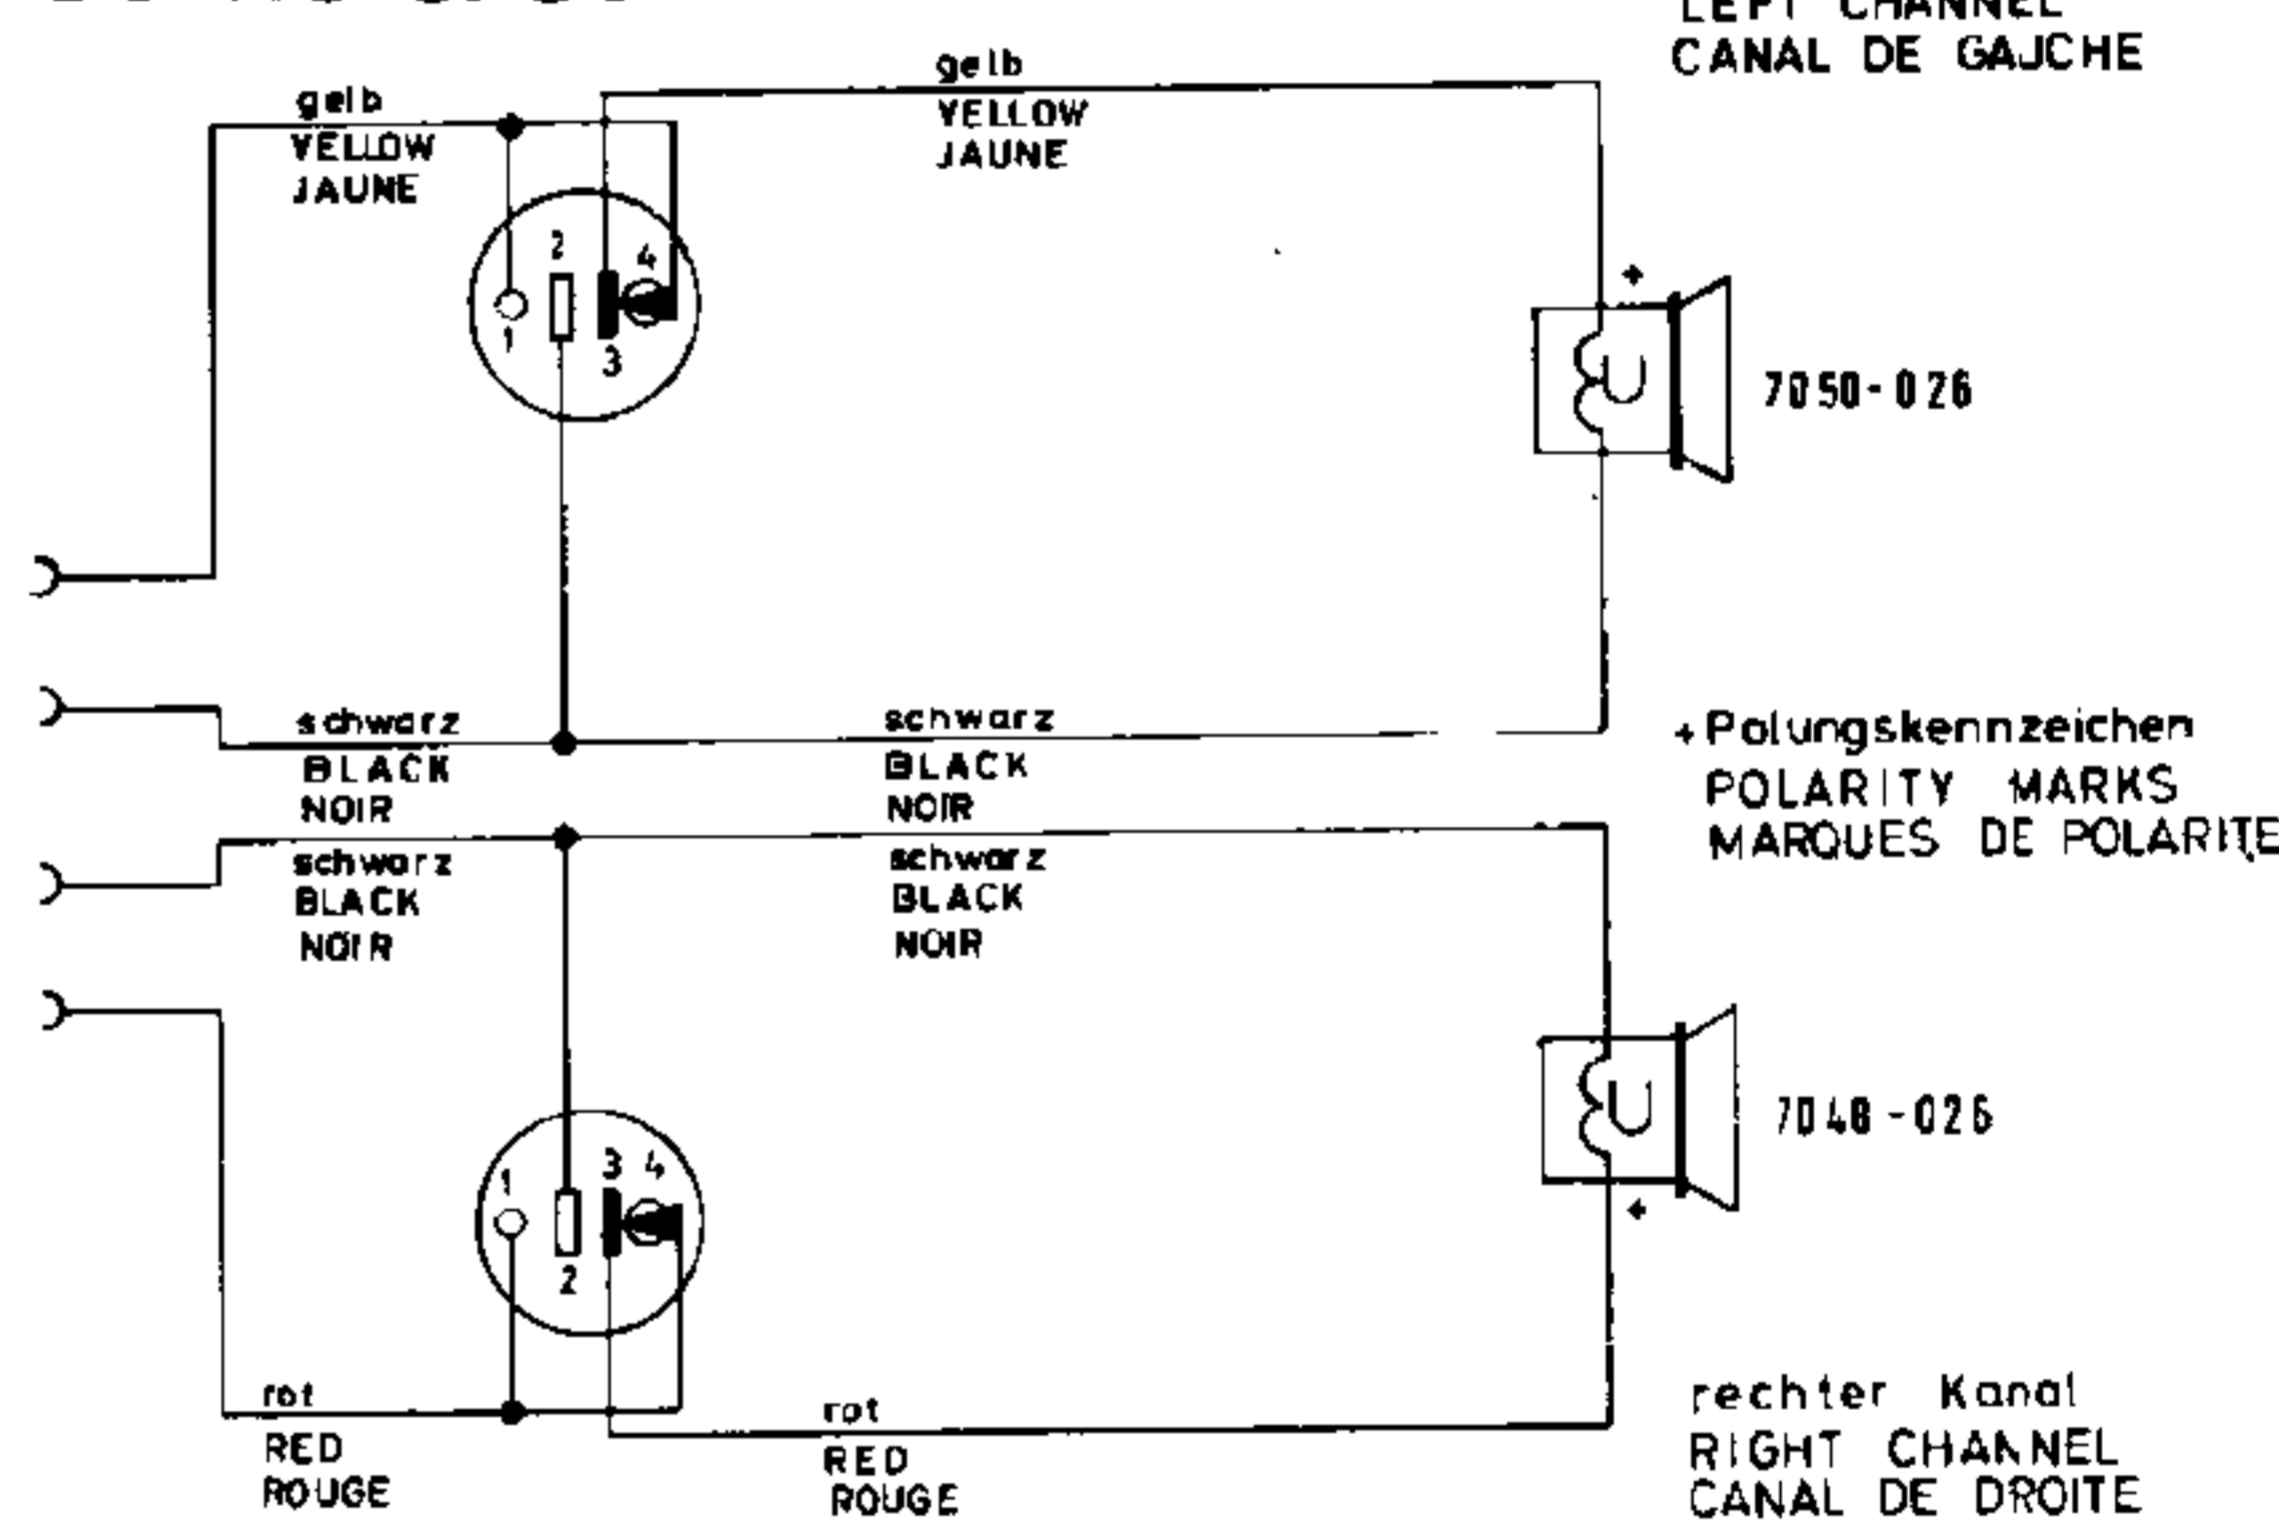 LEFT CHANNEL
CANAL DE GAUCHE
gelb
YELLOW
JAUNE
gelb
YELLOW
JAUNE
2
4
1
3
+
7050-026
schwarz
BLACK
NOIR
schwarz
BLACK
NOIR
+ Polungskennzeichen
POLARITY MARKS
MARQUES DE POLARITE
schwarz
BLACK
NOIR
schwarz
BLACK
NOIR
1
3 4
2
7048-026
+
rot
RED
ROUGE
rot
RED
ROUGE
rechter Kanal
RIGHT CHANNEL
CANAL DE DROITE